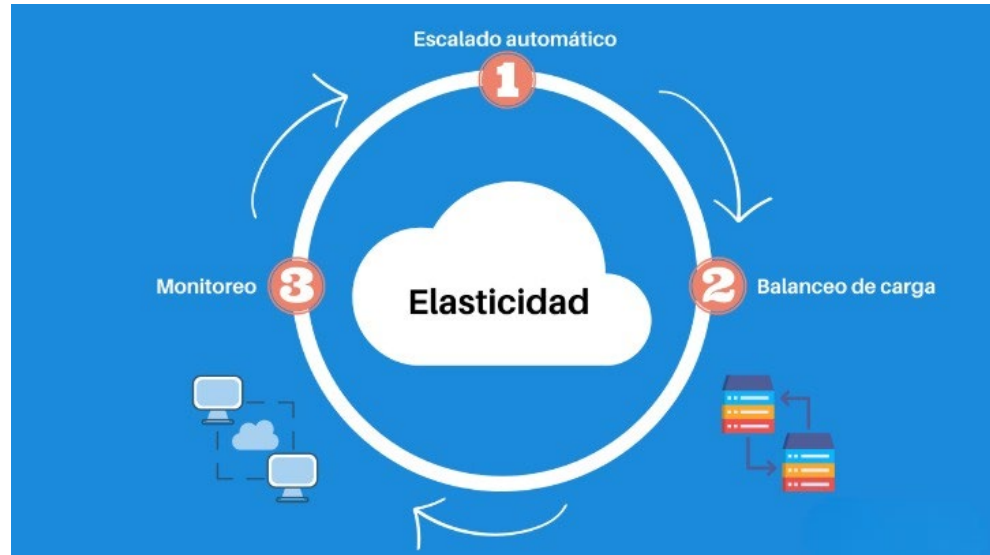 Escalado automático
1
Monitoreo
3
Elasticidad
2
Balanceo de carga